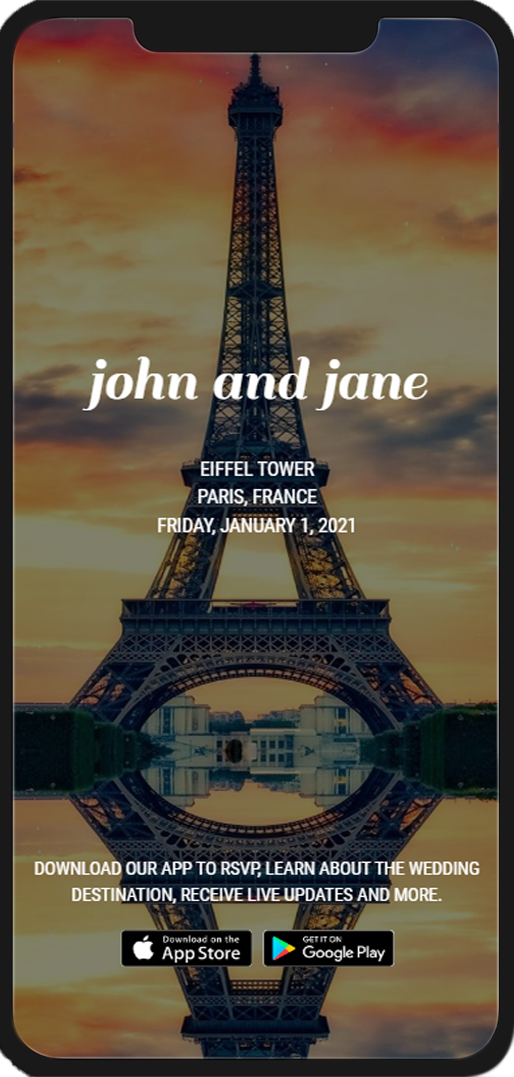 john and jane
EIFFEL TOWER
PARIS, FRANCE
FRIDAY, JANUARY 1, 2021
DOWNLOAD OUR APP TO RSVP, LEARN ABOUT THE WEDDING
DESTINATION, RECEIVE LIVE UPDATES AND MORE.
Download on the
App Store
GET IT ON
Google Play